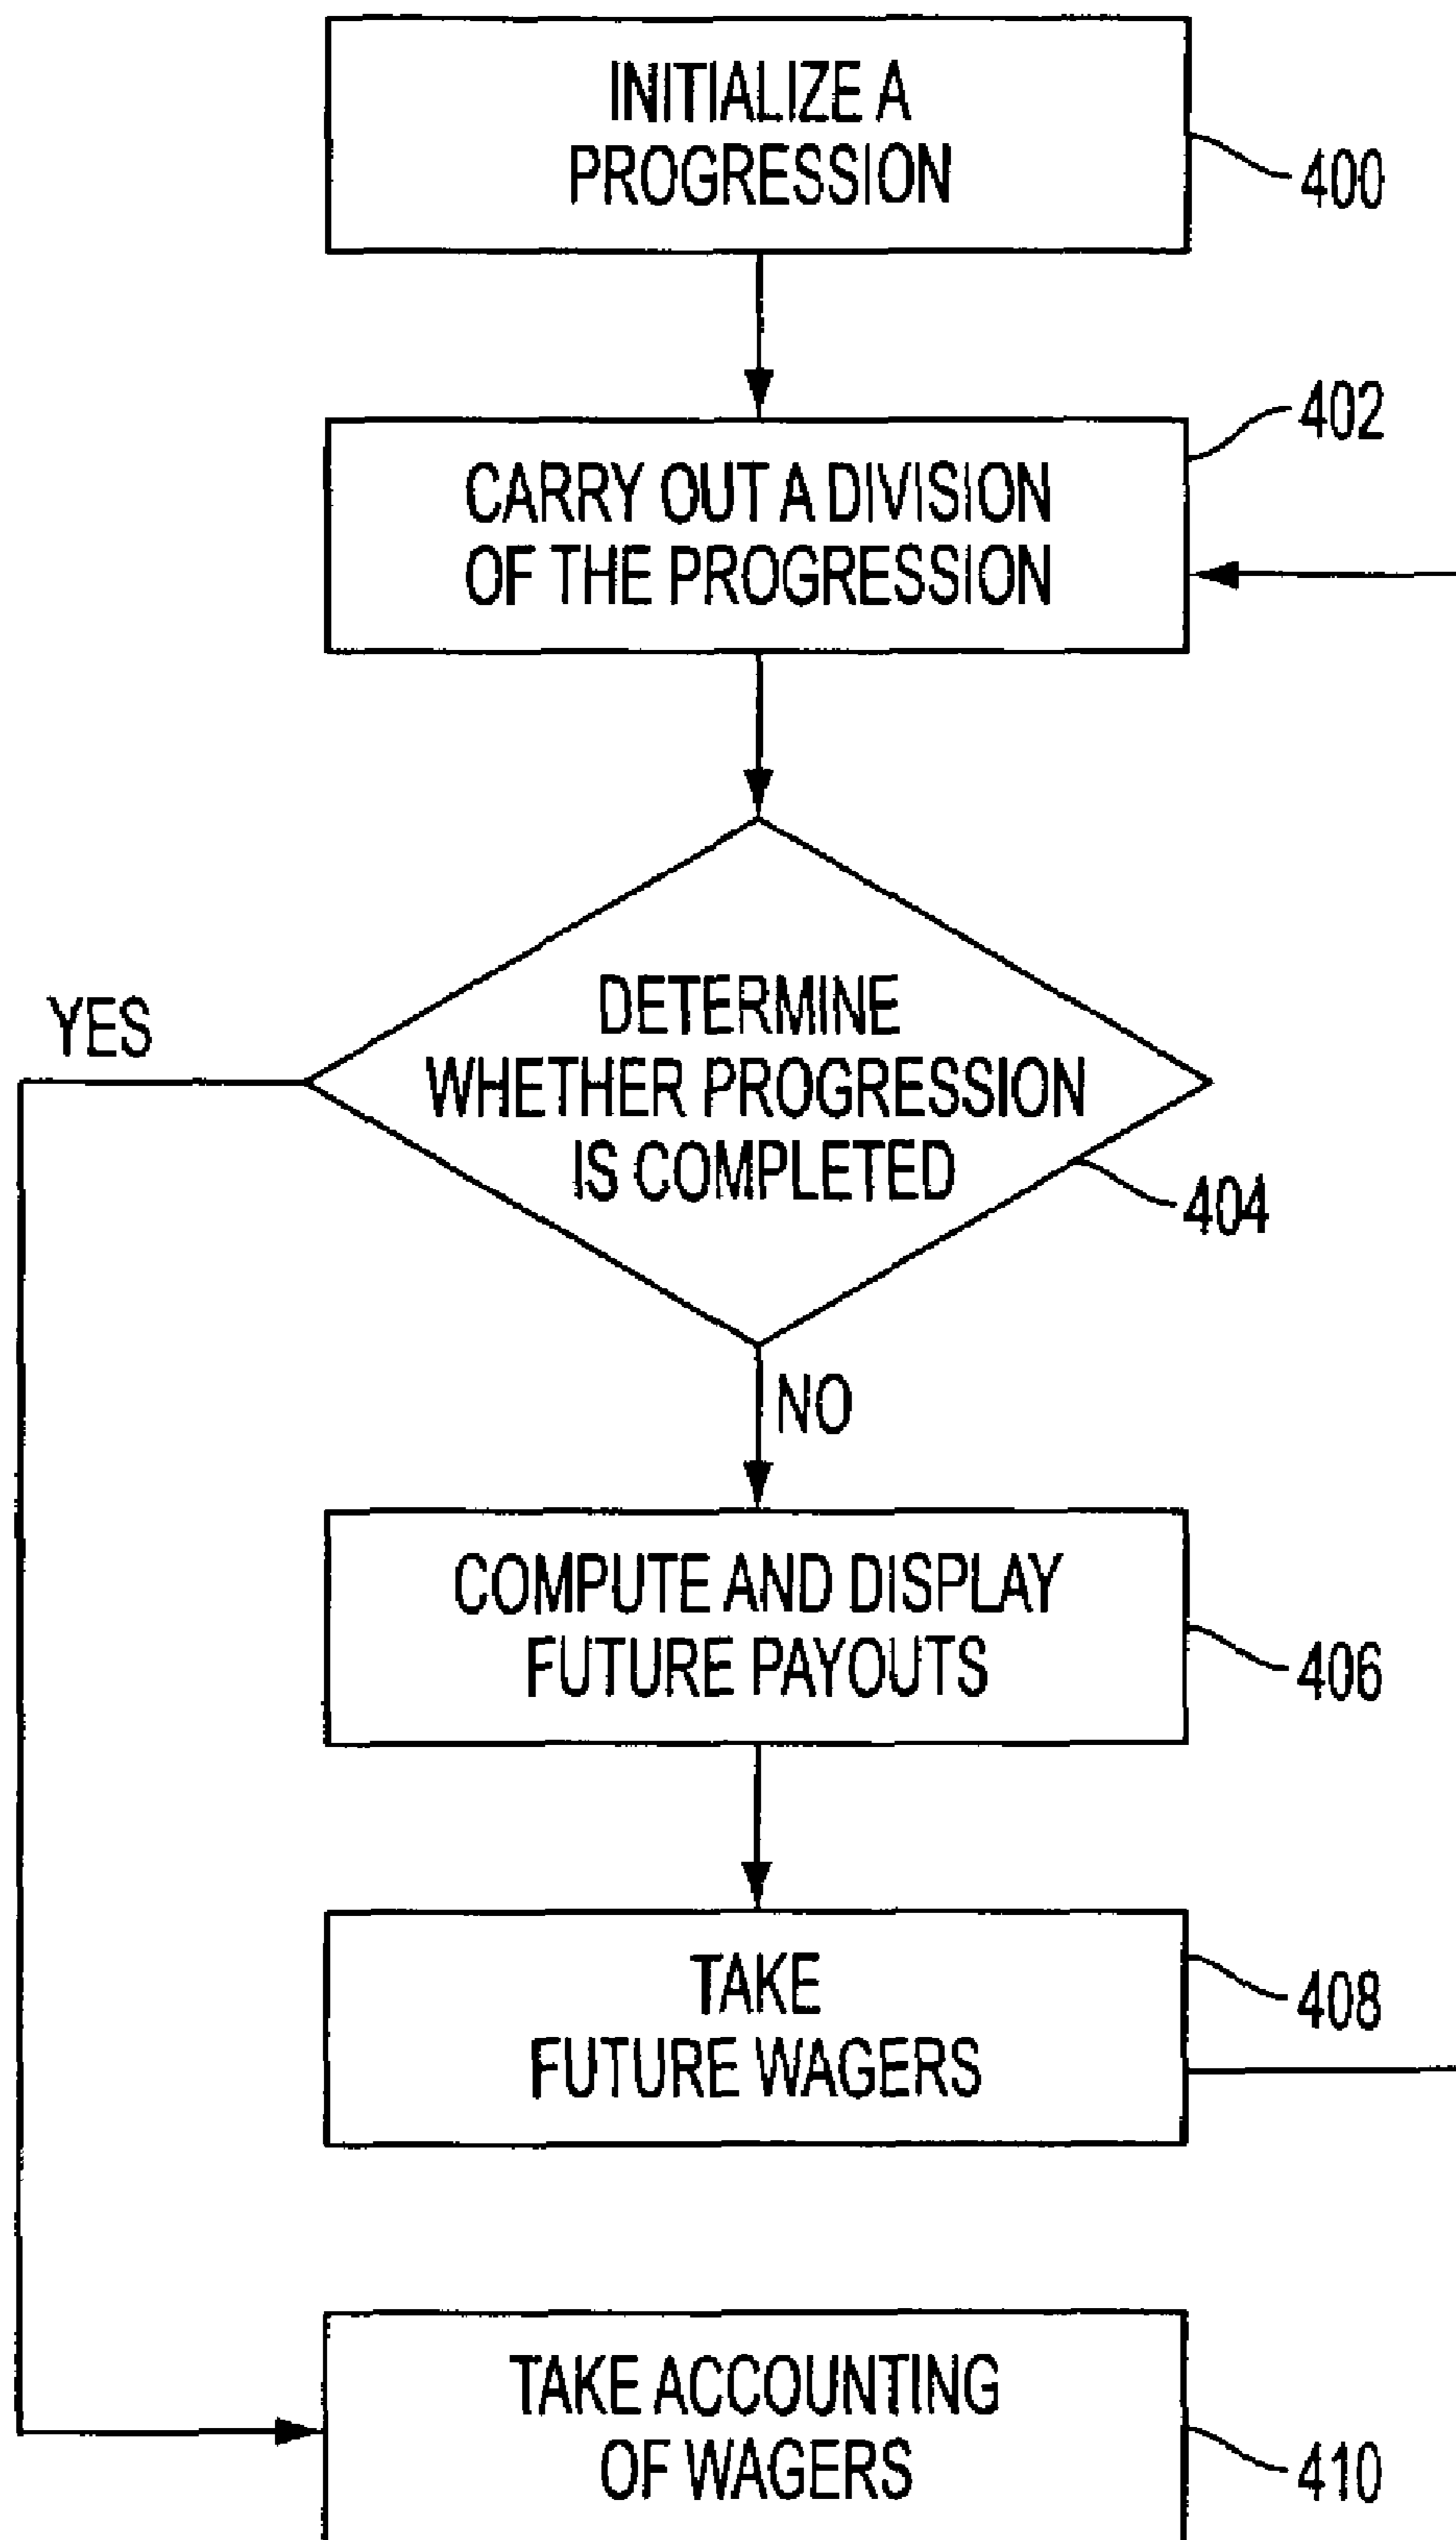 INITIALIZE A
PROGRESSION
400
402
CARRY OUT A DIVISION
OF THE PROGRESSION
YES
DETERMINE
WHETHER PROGRESSION
IS COMPLETED
404
NO
COMPUTE AND DISPLAY
FUTURE PAYOUTS
406
TAKE
FUTURE WAGERS
408
TAKE ACCOUNTING
OF WAGERS
410